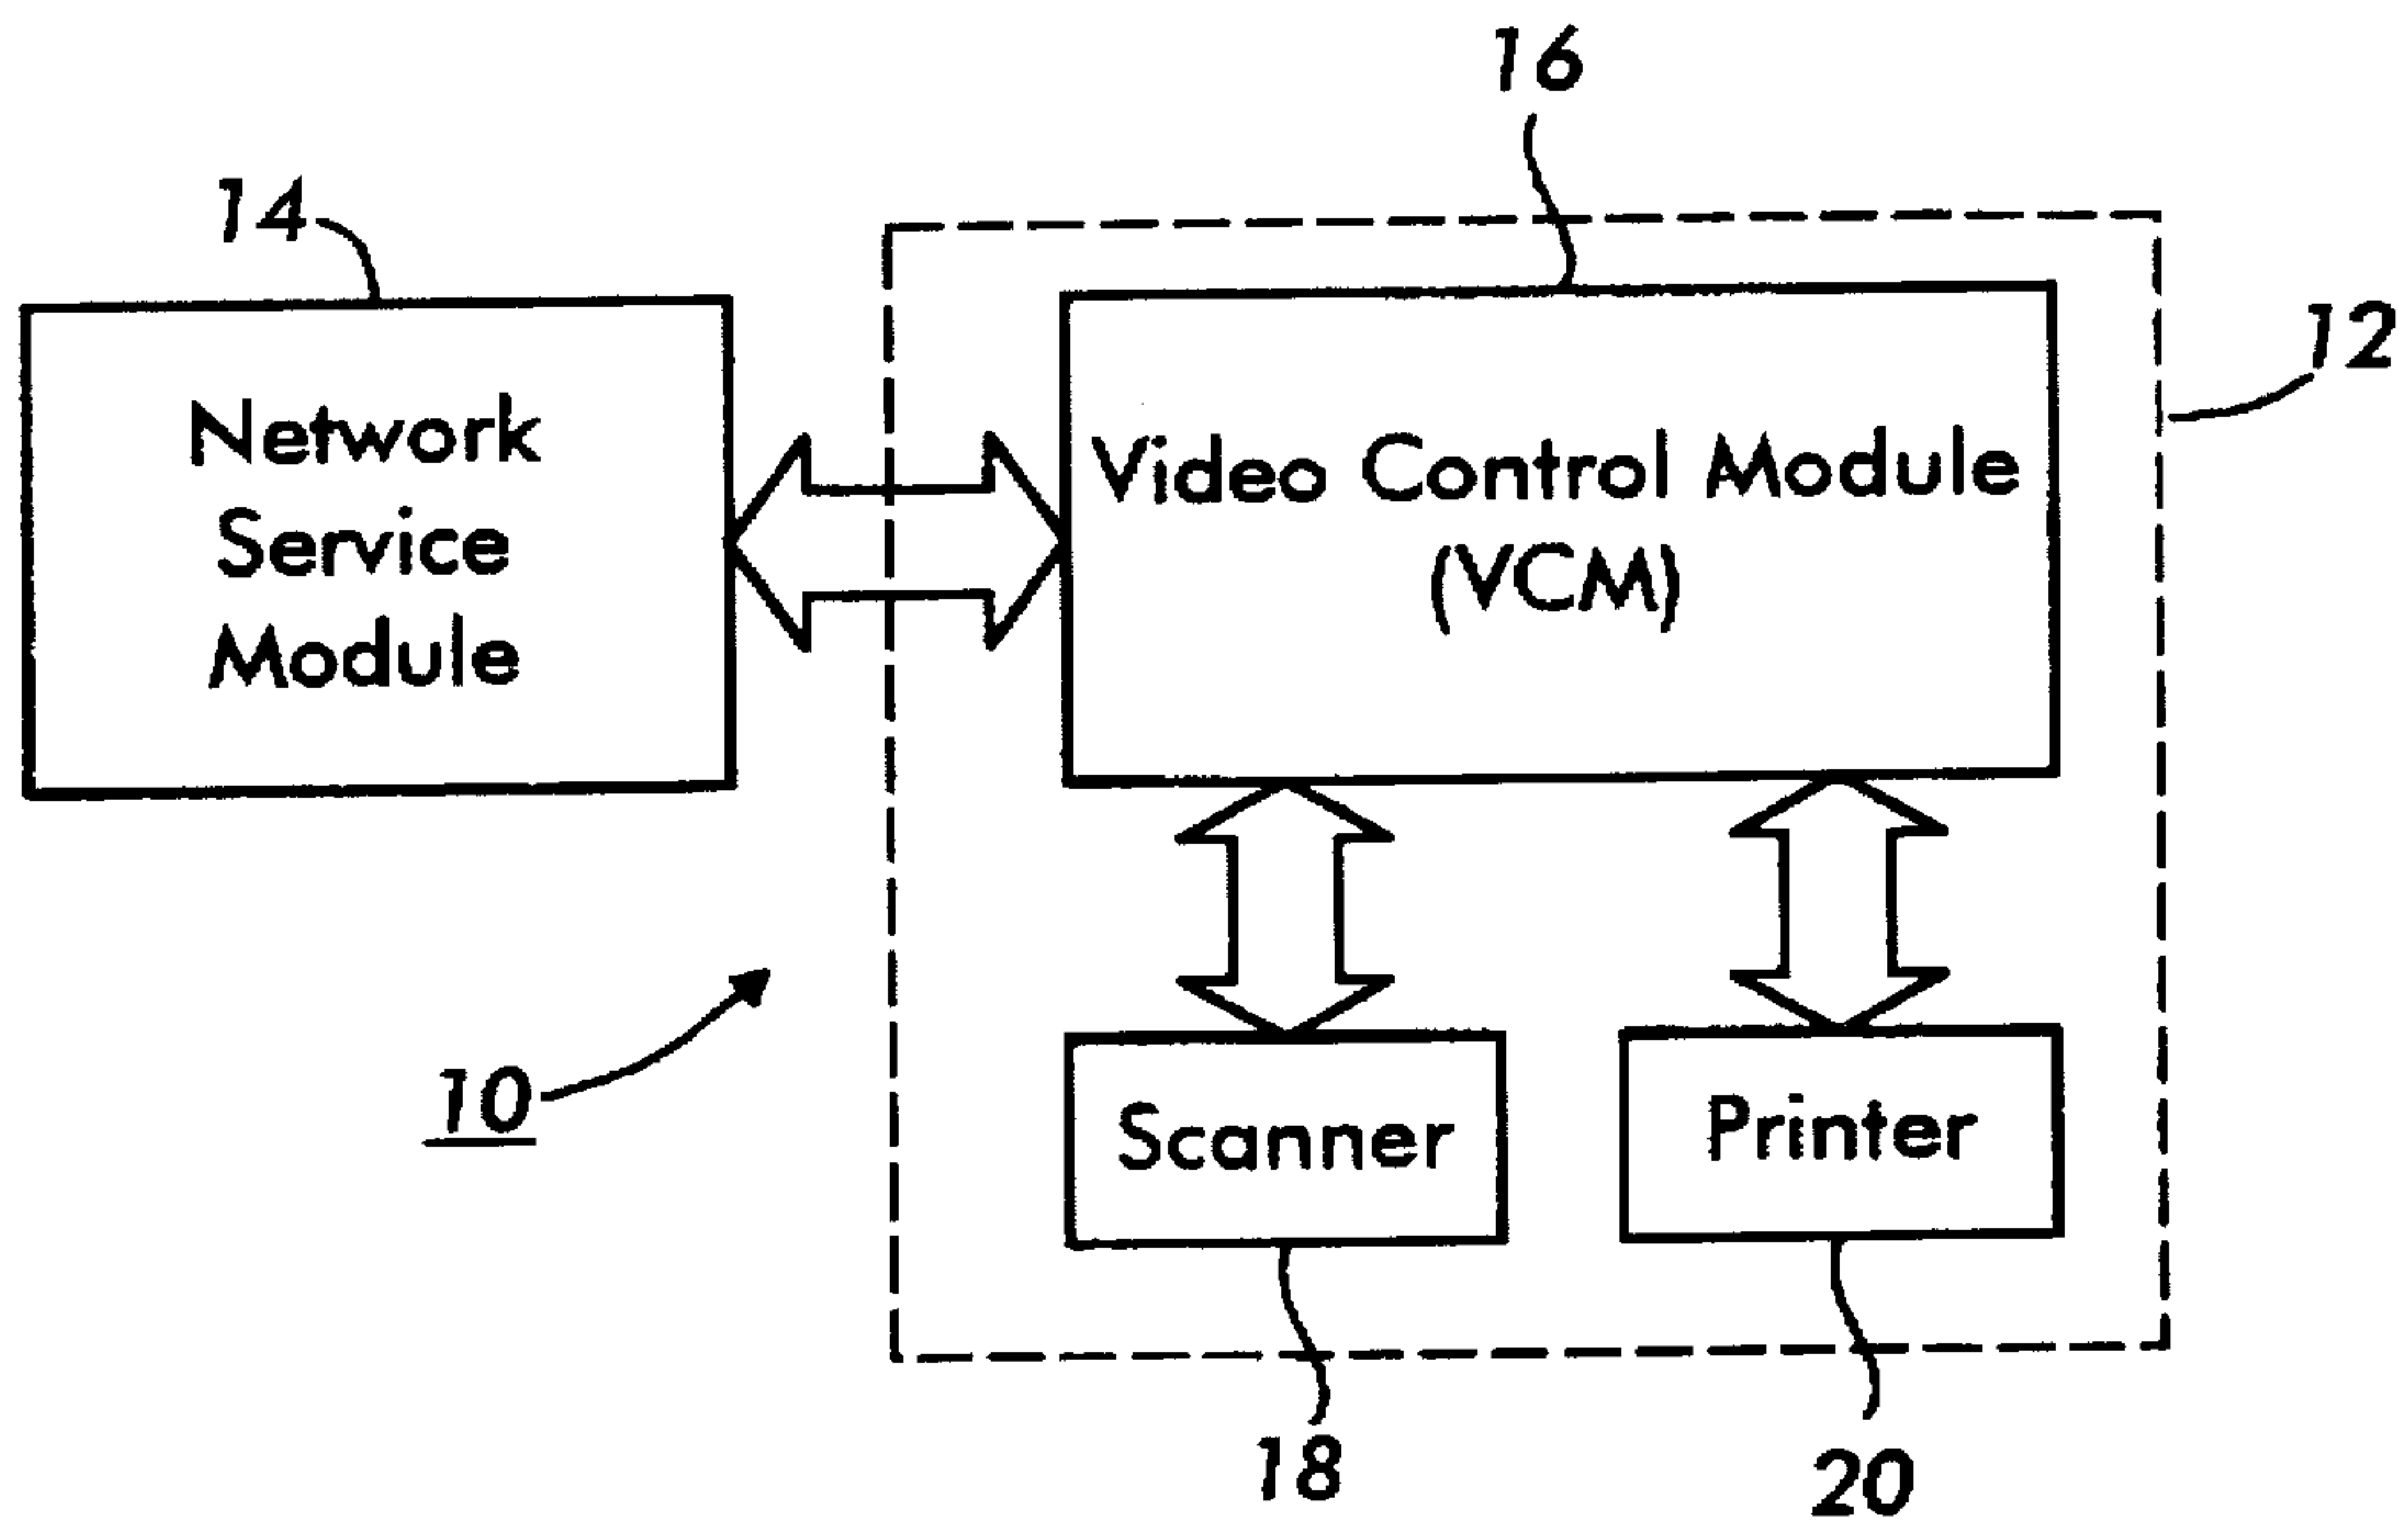 16
14
12
Network
Service
Module
Video Control Module
(VCM)
10
Scanner
Printer
18
20